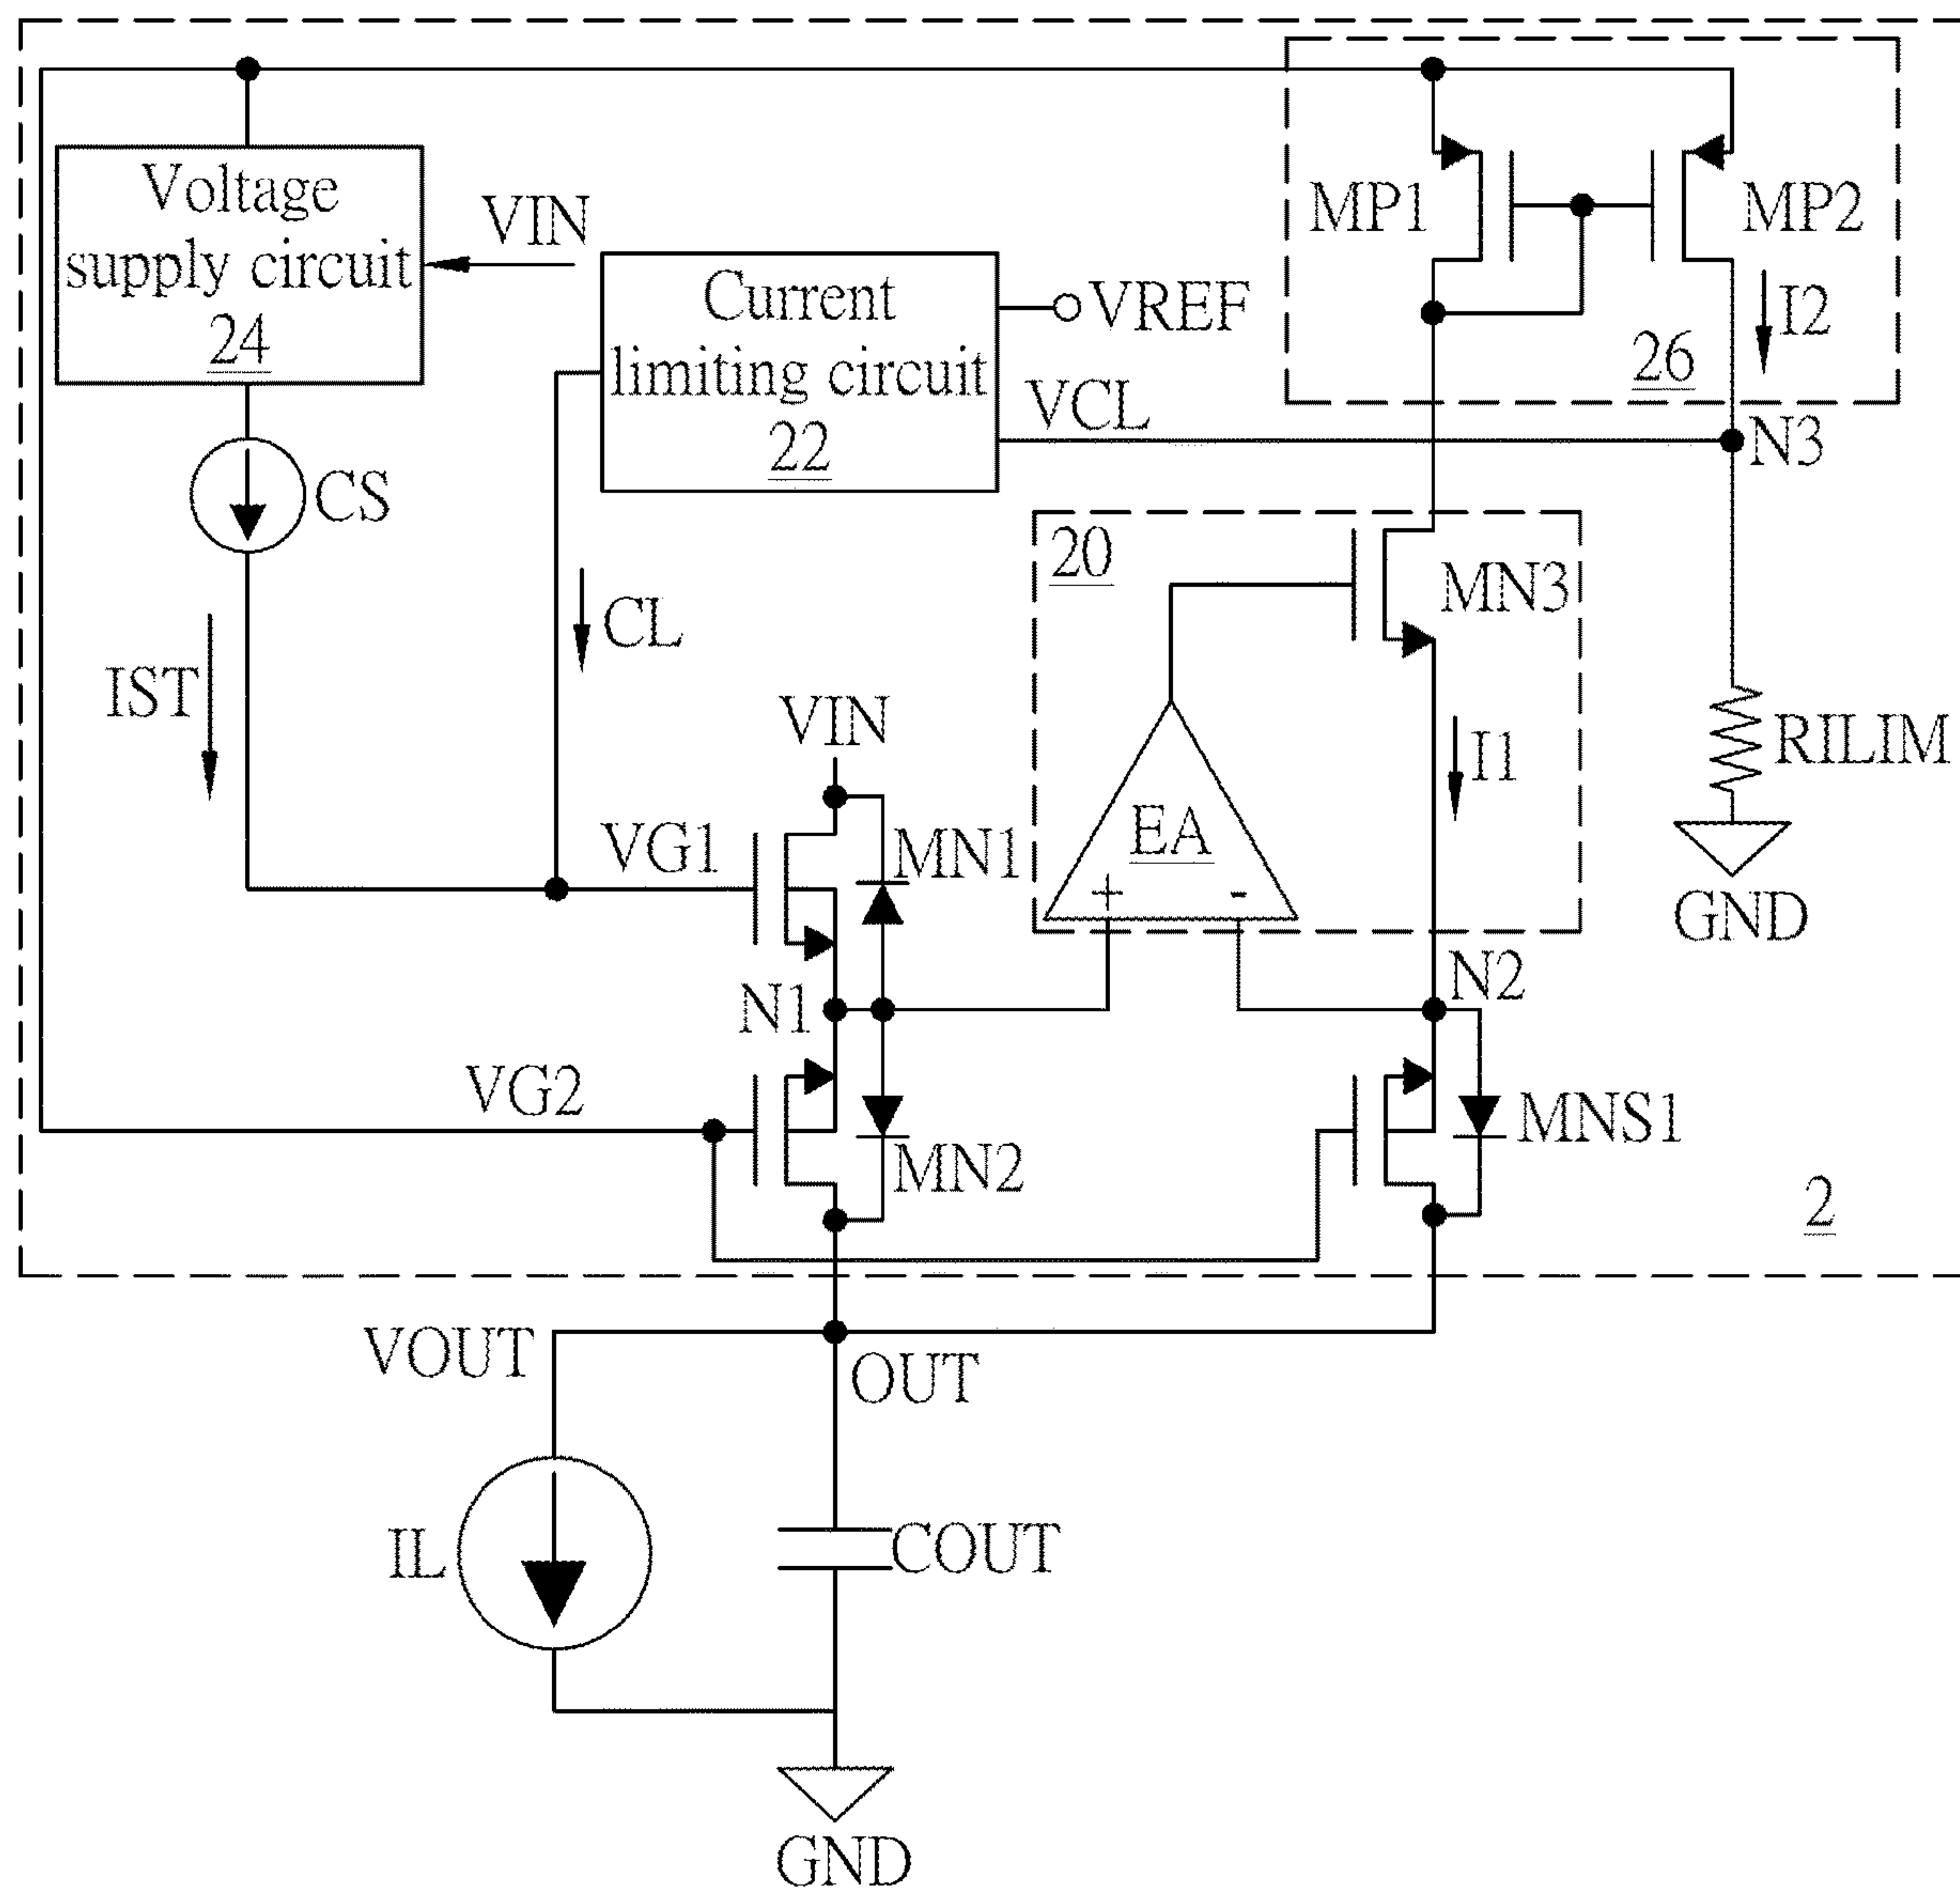 Voltage
supply circuit
24
VIN
Current
limiting circuit
22
VREF
VCL
MP1
MP2
I2
26
N3
CS
CL
IST
20
MN3
I1
RILIM
GND
EA
+
-
VIN
VG1
MN1
N1
N2
VG2
MN2
MNS1
2
VOUT
OUT
IL
COUT
GND